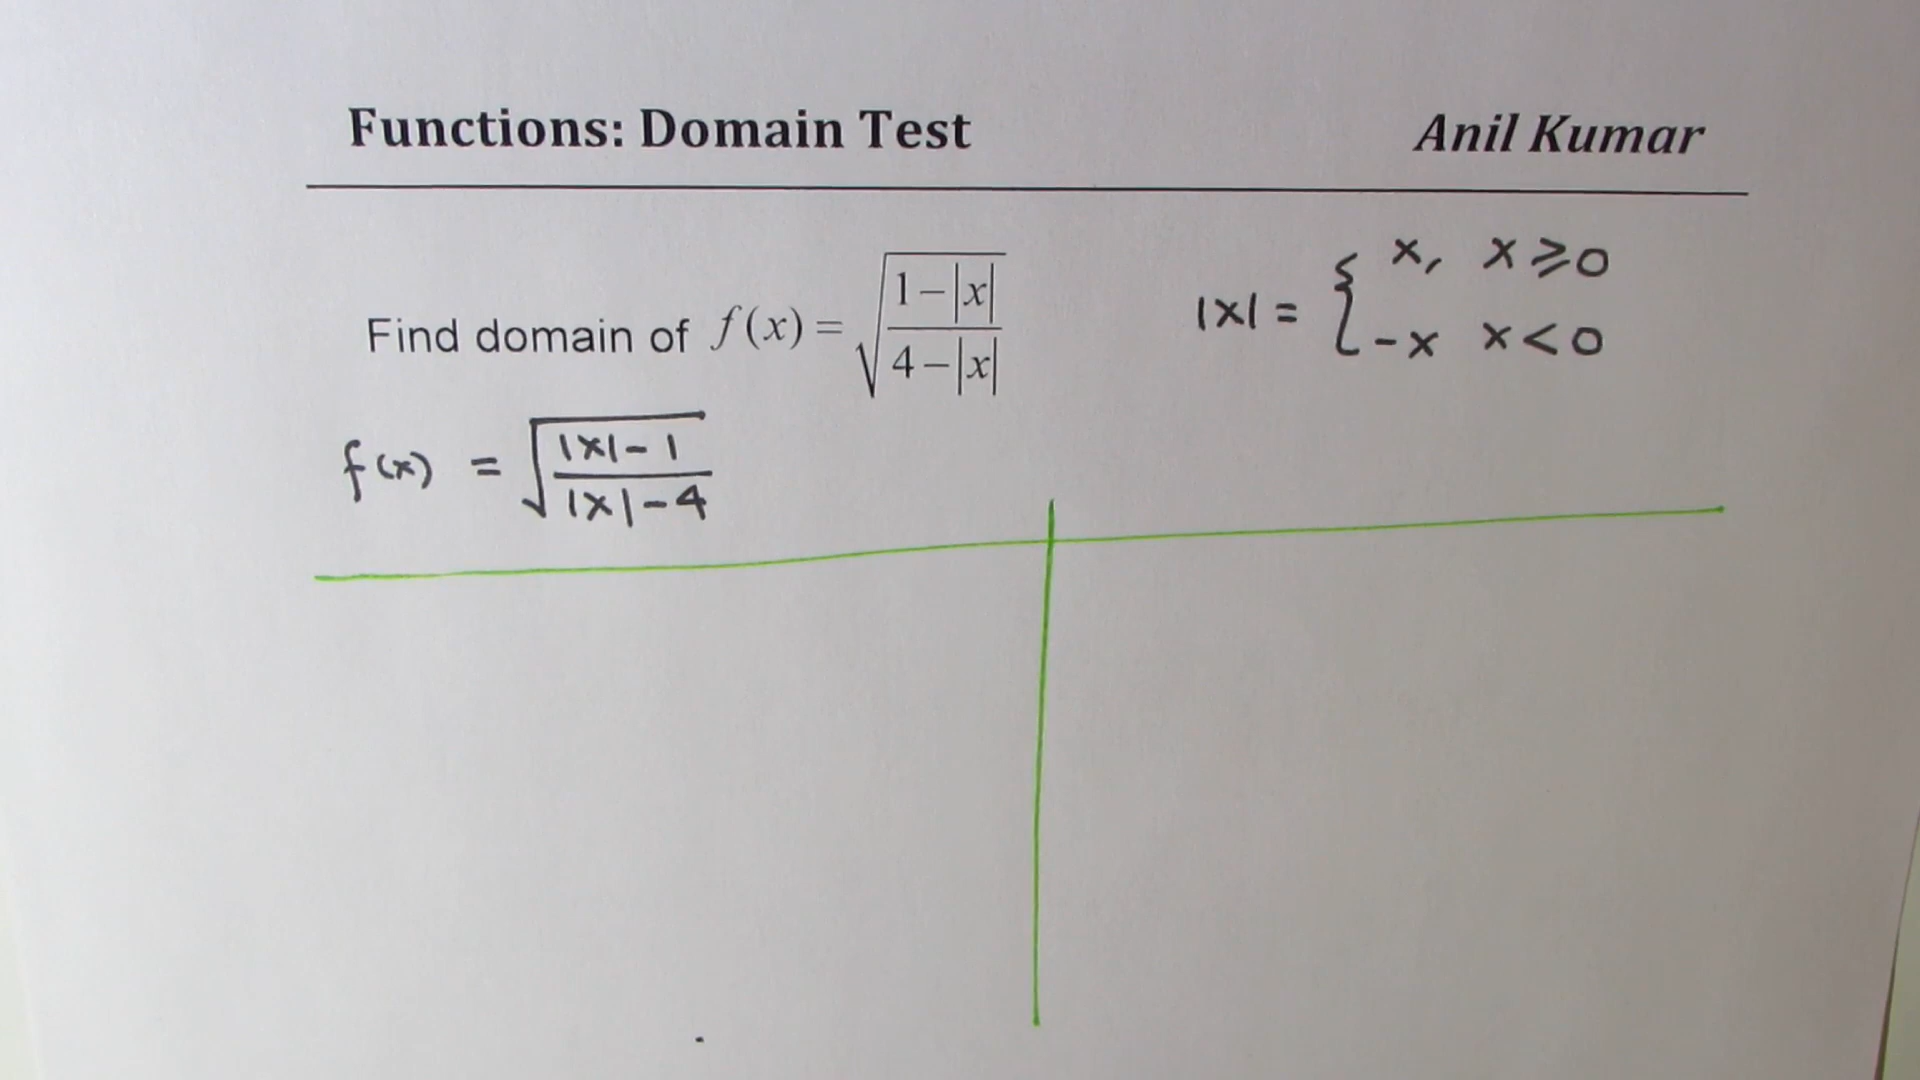 Functions: Domain Test Anil Kumar
Find domain of f(x) = √((1−|x|)/(4−|x|))
|x| = { x, x ⩾ 0
-x x < 0
f(x) = √((|x|-1)/(|x|-4))